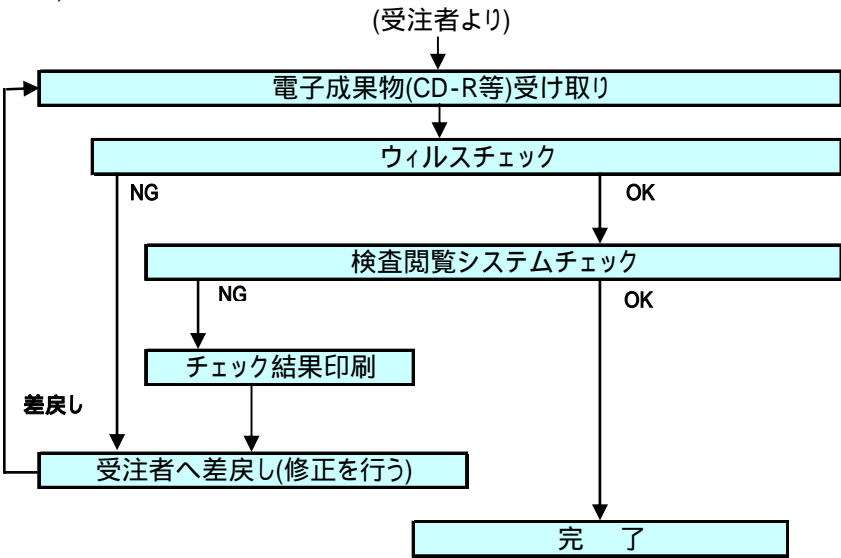 (受注者より)
電子成果物(CD-R等)受け取り
ウィルスチェック
NG
OK
検査閲覧システムチェック
NG
OK
チェック結果印刷
差戻し
受注者へ差戻し(修正を行う)
完　了